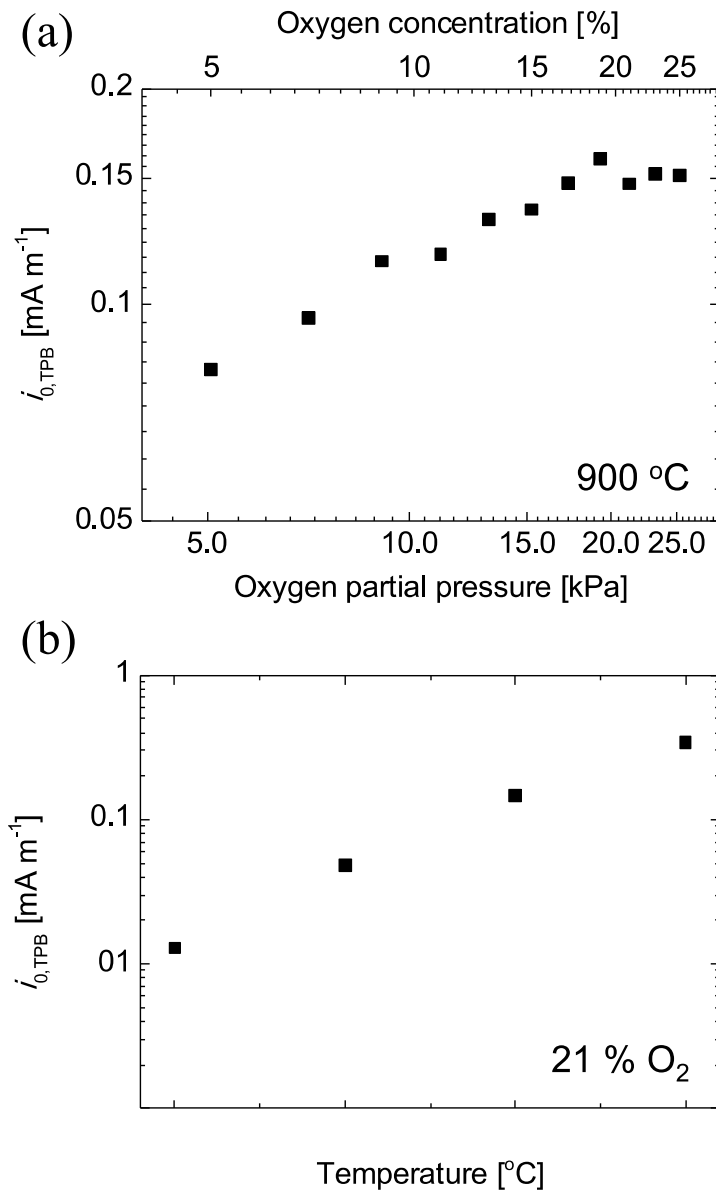 (a)
Oxygen concentration [%]
5 10 15 20 25
0.2
0.15
0.1
0.05
i0,TPB [mA m-1]
900 oC
5.0 10.0 15.0 20.0 25.0
Oxygen partial pressure [kPa]
(b)
1
0.1
01
i0,TPB [mA m-1]
21 % O2
Temperature [oC]